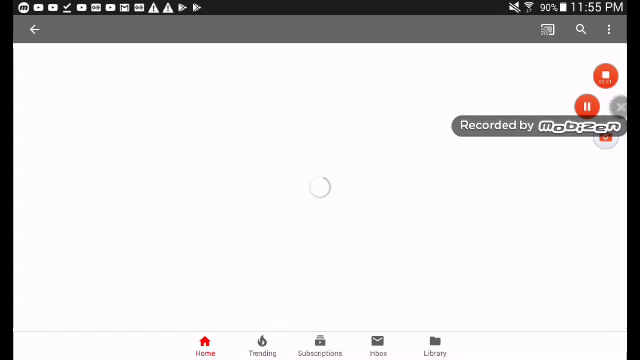 90% 11:55 PM
Recorded by mobizen
Home Trending Subscriptions Inbox Library